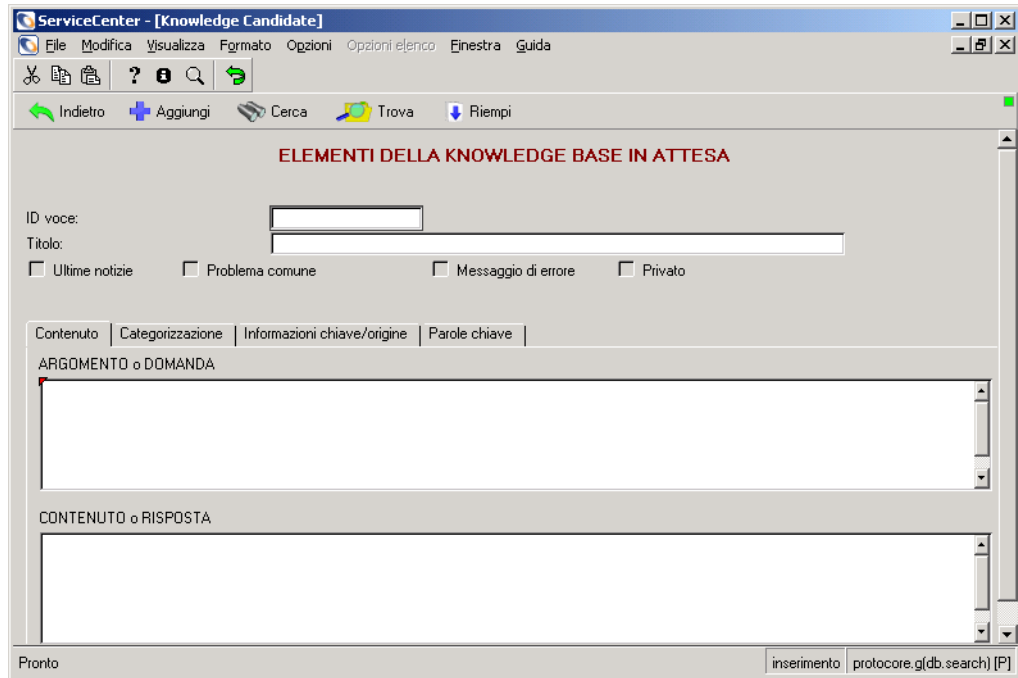 ServiceCenter - [Knowledge Candidate]
File Modifica Visualizza Formato Opzioni Opzioni elenco Finestra Guida
Indietro Aggiungi Cerca Trova Riempi
ELEMENTI DELLA KNOWLEDGE BASE IN ATTESA
ID voce:
Titolo:
Ultime notizie Problema comune Messaggio di errore Privato
Contenuto Categorizzazione Informazioni chiave/origine Parole chiave
ARGOMENTO o DOMANDA
CONTENUTO o RISPOSTA
Pronto inserimento protocore.g(db.search) [P]